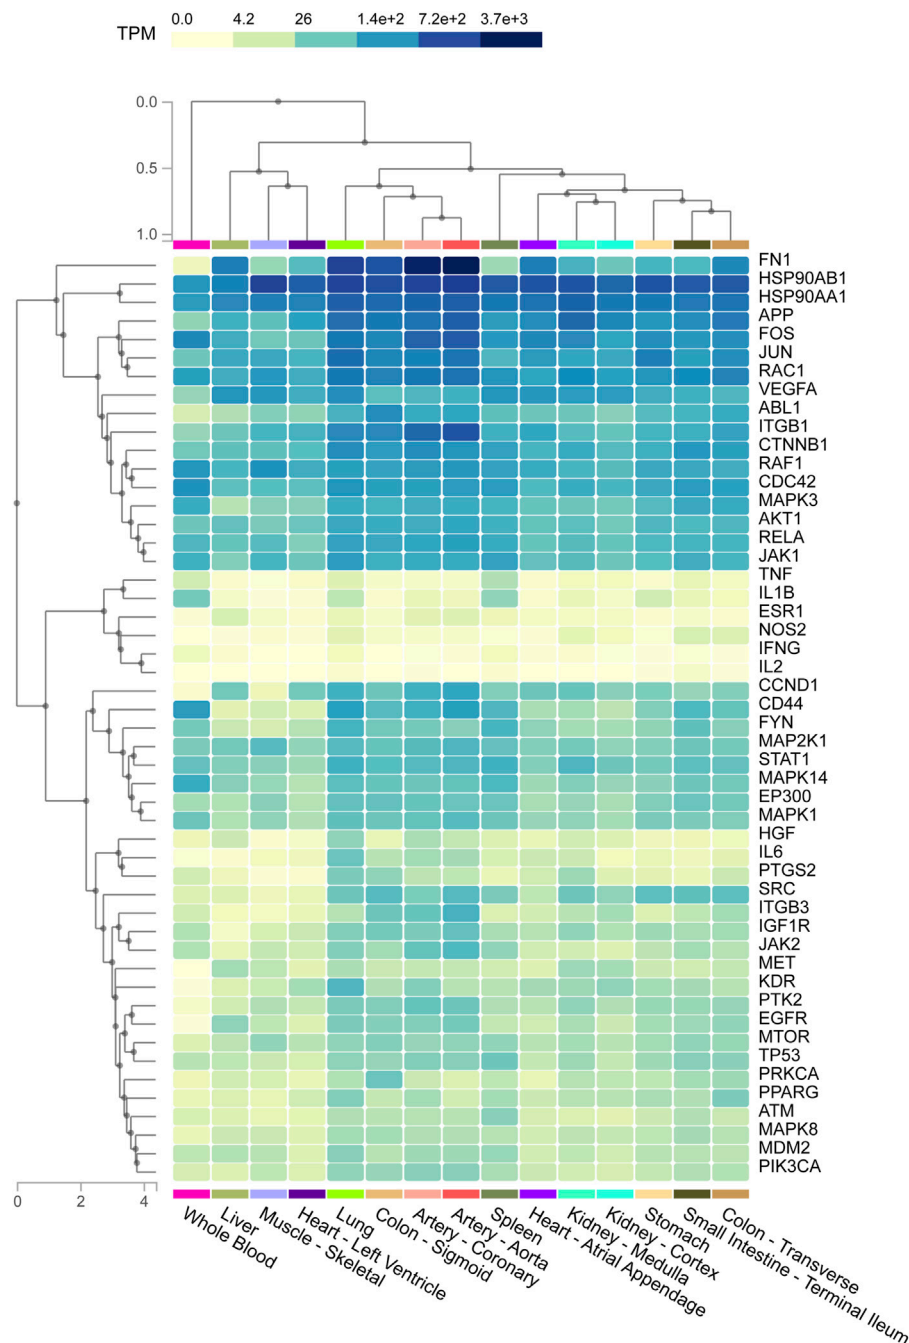 0.0 4.2 26 1.4e+2 7.2e+2 3.7e+3
TPM
0.0
0.5
1.0
FN1
HSP90AB1
HSP90AA1
APP
FOS
JUN
RAC1
VEGFA
ABL1
ITGB1
CTNNB1
RAF1
CDC42
MAPK3
AKT1
RELA
JAK1
TNF
IL1B
ESR1
NOS2
IFNG
IL2
CCND1
CD44
FYN
MAP2K1
STAT1
MAPK14
EP300
MAPK1
HGF
IL6
PTGS2
SRC
ITGB3
IGF1R
JAK2
MET
KDR
PTK2
EGFR
MTOR
TP53
PRKCA
PPARG
ATM
MAPK8
MDM2
PIK3CA
0 2 4
Whole Blood
Liver
Muscle - Skeletal
Heart - Left Ventricle
Lung
Colon - Sigmoid
Artery - Coronary
Artery - Aorta
Spleen
Heart - Atrial Appendage
Kidney - Medulla
Kidney - Cortex
Stomach
Small Intestine - Terminal Ileum
Colon - Transverse